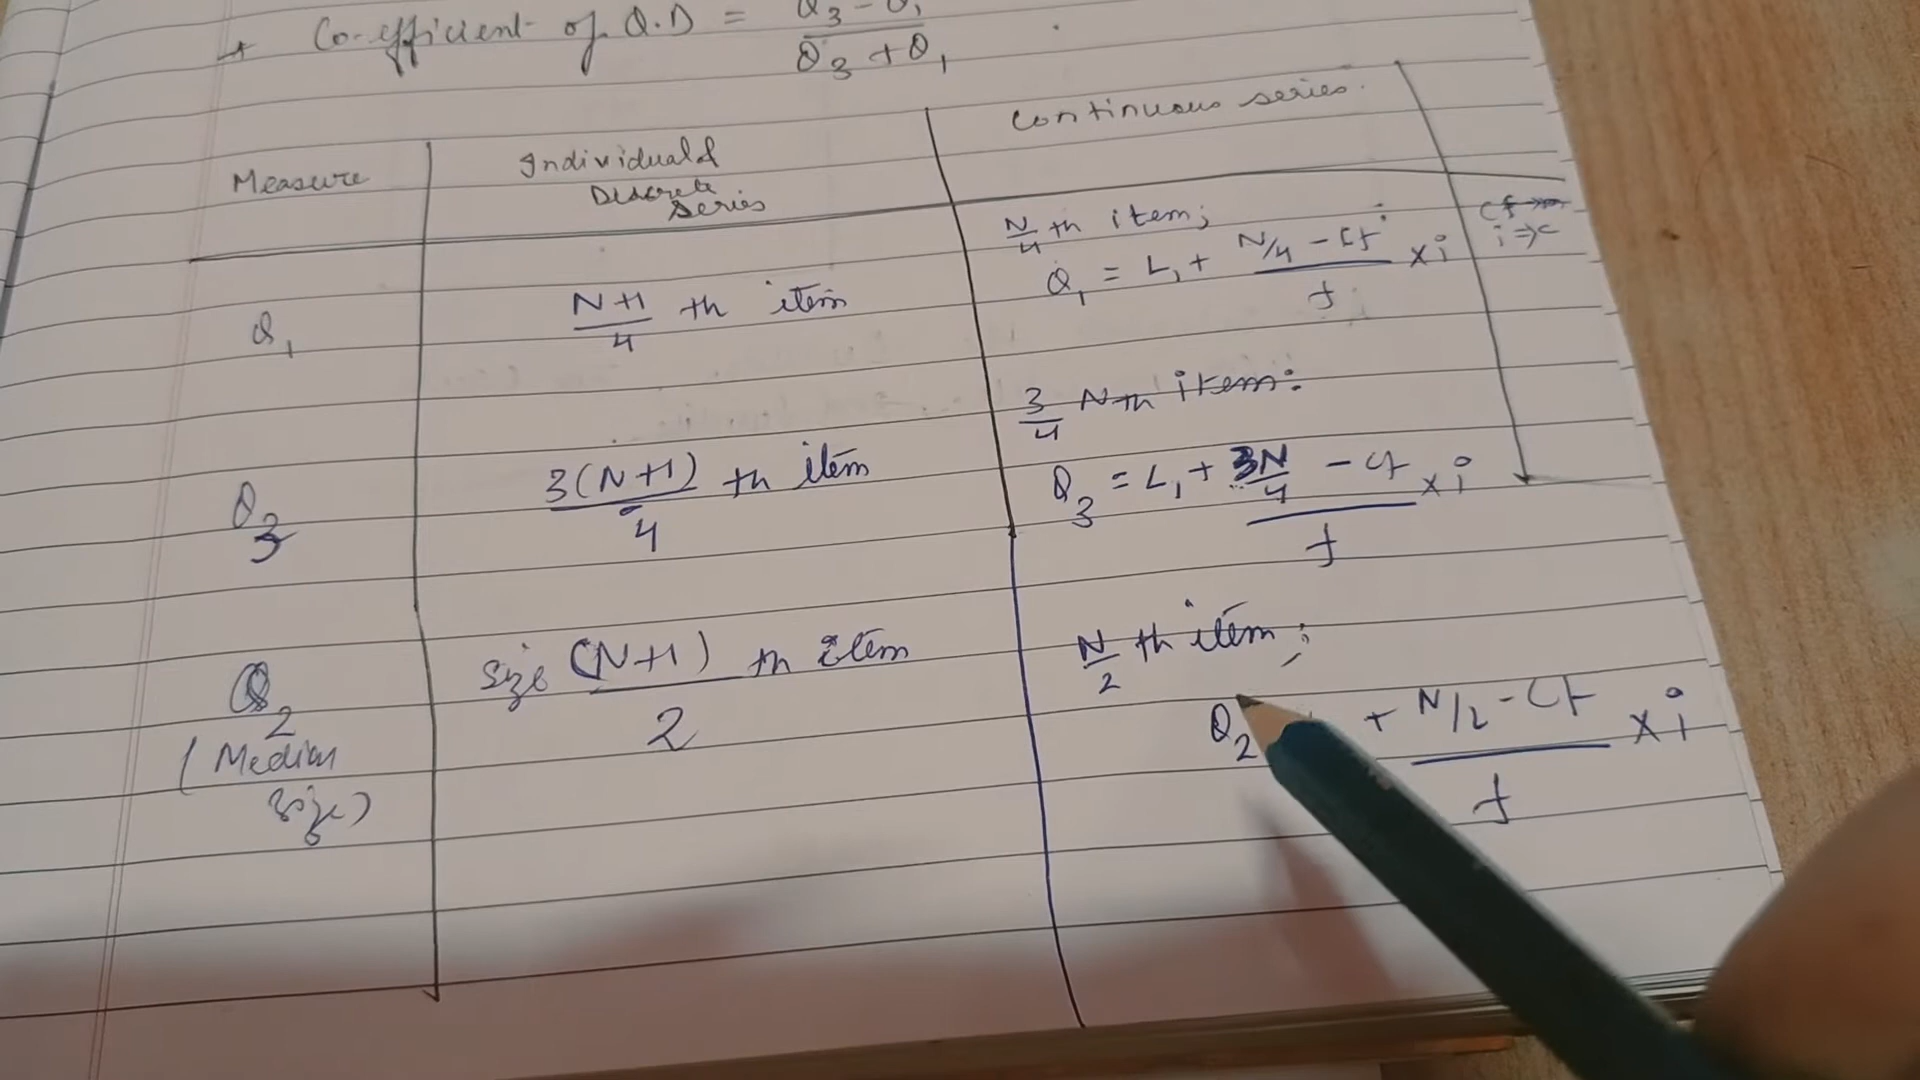 → Co-efficient of Q.D = Q₃ - Q₁ / Q₃ + Q₁
Measure
Individual &
Discrete
series
continuous series.
Q₁
N+1/4 th item
N/4 th item;
Q₁ = L₁ + N/4 - Cf / f × i
i ⇒ c
Q₃
3(N+1)/4 th item
3/4 Nth item:
Q₃ = L₁ + 3N/4 - cf / f × i
Q₂
(Median
size)
Size (N+1)/2 th item
N/2 th item;
Q₂ + N/2 - Cf / f × i